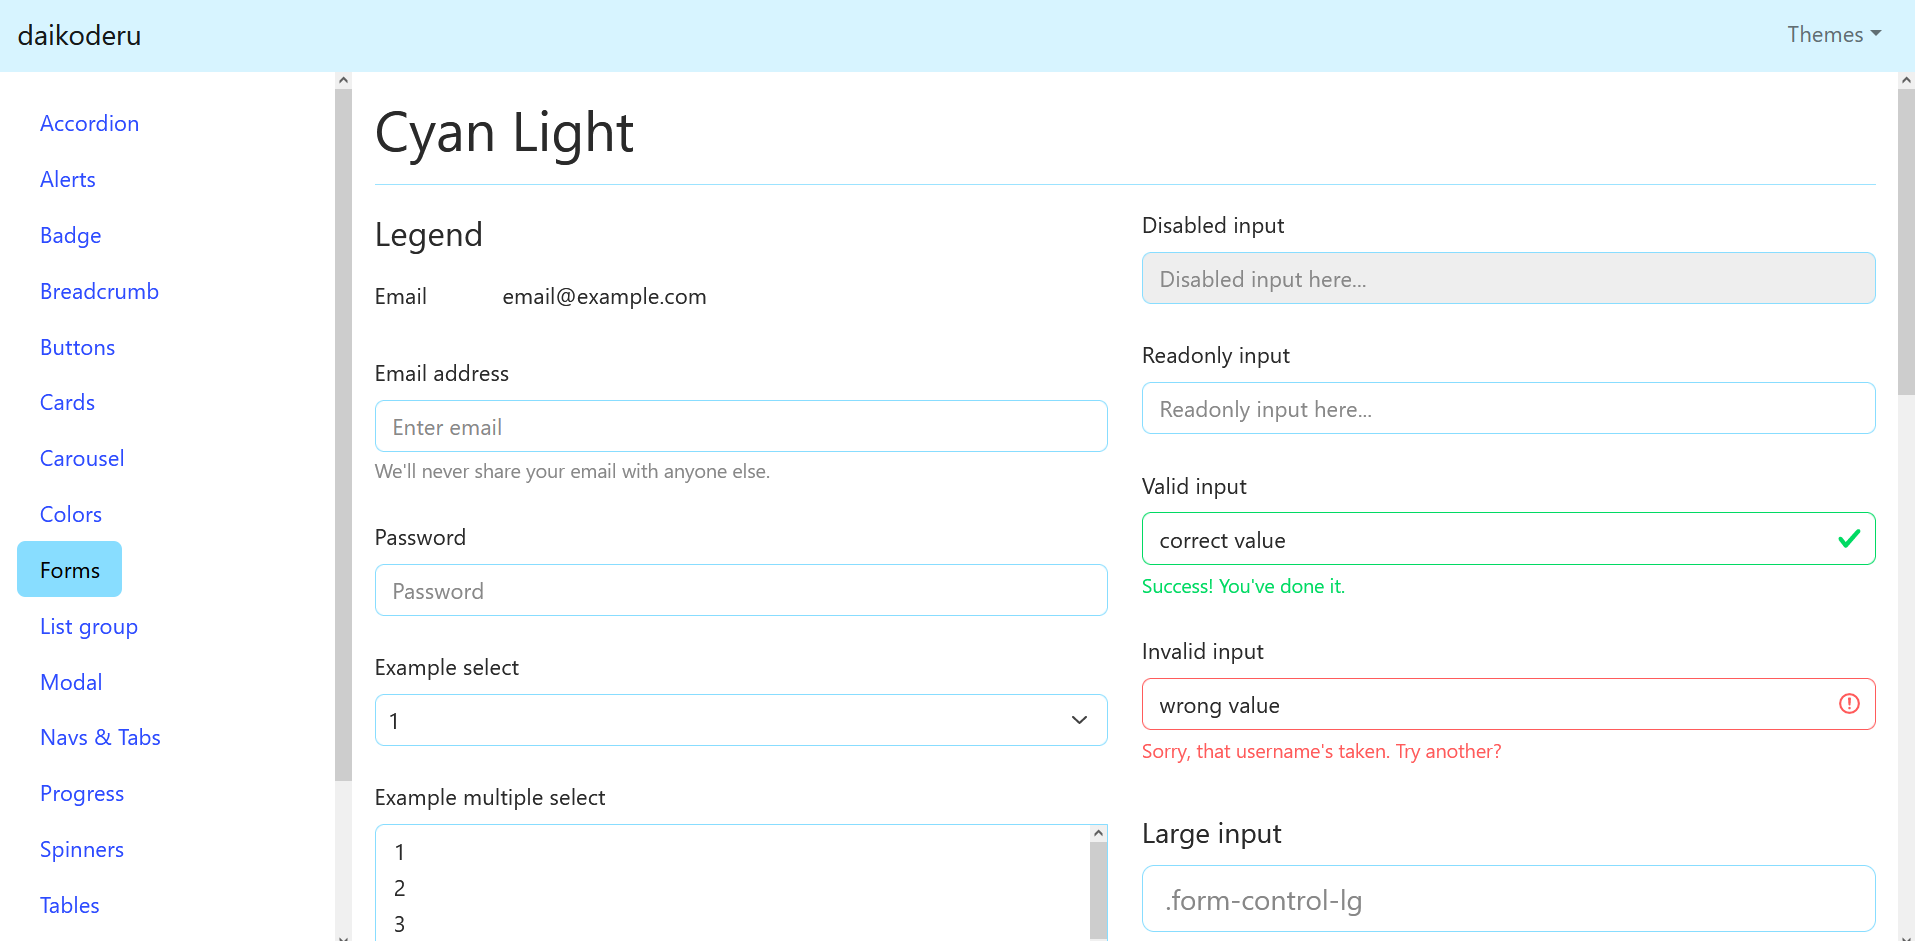 daikoderu
Themes
Accordion
Alerts
Badge
Breadcrumb
Buttons
Cards
Carousel
Colors
Forms
List group
Modal
Navs & Tabs
Progress
Spinners
Tables
Cyan Light
Legend
Email email@example.com
Email address
Enter email
We'll never share your email with anyone else.
Password
Password
Example select
1
Example multiple select
1
2
3
Disabled input
Disabled input here...
Readonly input
Readonly input here...
Valid input
correct value
Success! You've done it.
Invalid input
wrong value
Sorry, that username's taken. Try another?
Large input
.form-control-lg